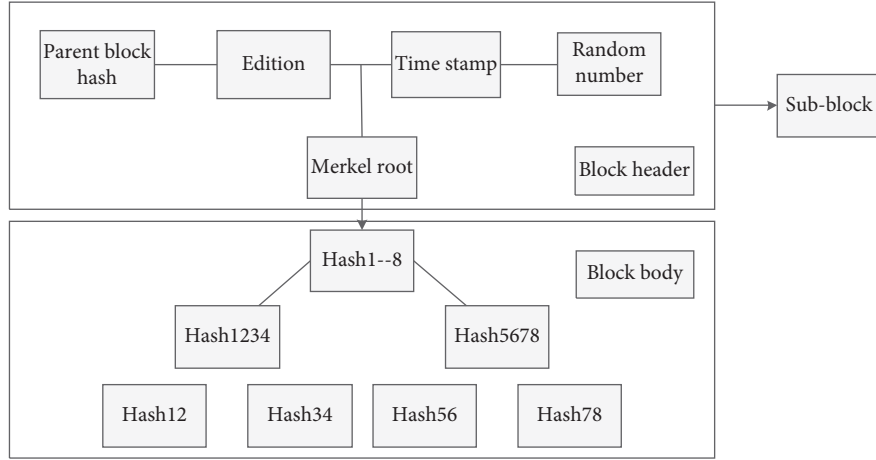 Parent block
hash
Edition
Time stamp
Random
number
Sub-block
Merkel root
Block header
Hash1--8
Block body
Hash1234
Hash5678
Hash12
Hash34
Hash56
Hash78